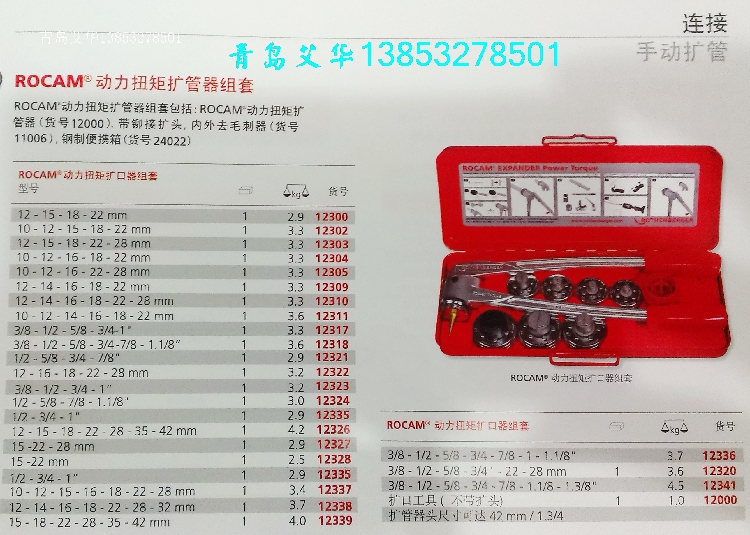 连接
手动扩管
青岛艾华13853278501
青岛艾华13853278501
ROCAM®动力扭矩扩管器组套
ROCAM®动力扭矩扩管器组套包括: ROCAM®动力扭矩扩
管器(货号12000). 带铆接扩头, 内外去毛刺器(货号
11006), 钢制便携箱(货号24022)
ROCAM®动力扭矩扩口器组套
型号 kg 货号
12 - 15 - 18 - 22 mm 1 2.9 12300
10 - 12 - 15 - 18 - 22 mm 1 3.3 12302
12 - 15 - 18 - 22 - 28 mm 1 3.3 12303
10 - 12 - 16 - 18 - 22 mm 1 3.3 12304
10 - 12 - 16 - 22 - 28 mm 1 3.3 12305
12 - 14 - 16 - 18 - 22 mm 1 3.3 12309
12 - 14 - 16 - 18 - 22 - 28 mm 1 3.3 12310
10 - 12 - 14 - 16 - 18 - 22 mm 1 3.6 12311
3/8 - 1/2 - 5/8 - 3/4-1" 1 3.3 12317
3/8 - 1/2 - 5/8 - 3/4 -7/8 - 1.1/8" 1 3.6 12318
1/2 - 5/8 - 3/4 - 7/8" 1 2.9 12321
12 - 16 - 18 - 22 - 28 mm 1 3.2 12322
3/8 - 1/2 - 3/4 - 1" 1 3.2 12323
1/2 - 5/8 - 7/8 - 1.1/8" 1 3.0 12324
1/2 - 3/4 - 1" 1 2.9 12335
12 - 15 - 18 - 22 - 28 - 35 - 42 mm 1 4.2 12326
15 -22 - 28 mm 1 2.9 12327
15 -22 mm 1 2.5 12328
1/2 - 3/4 - 1" 1 2.9 12335
10 - 12 - 15 - 16 - 18 - 22 - 28 mm 1 3.4 12337
12 - 14 - 16 - 18 - 22 - 28 - 32 mm 1 3.7 12338
15 - 18 - 22 - 28 - 35 - 42 mm 1 4.0 12339
ROCAM® EXPANDER Power Torque
ROTHENBERGER
ROCAM® 动力扭矩扩口器组套
ROCAM® 动力扭矩扩口器组套 kg 货号
3/8 - 1/2 - 5/8 - 3/4 - 7/8 - 1 - 1.1/8" 3.7 12336
3/8 - 1/2 - 5/8 - 3/4" - 22 - 28 mm 1 3.6 12320
3/8 - 1/2 - 5/8 - 3/4 - 7/8 - 1.1/8 - 1.3/8" 1 4.5 12341
扩口工具( 不带扩头) 1 1.0 12000
扩管器头尺寸可达 42 mm / 1.3/4